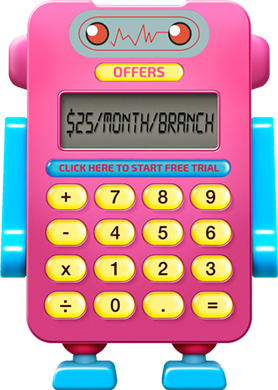 OFFERS
$25/MONTH/BRANCH
CLICK HERE TO START FREE TRIAL
+ 7 8 9
- 4 5 6
x 1 2 3
÷ 0 . =